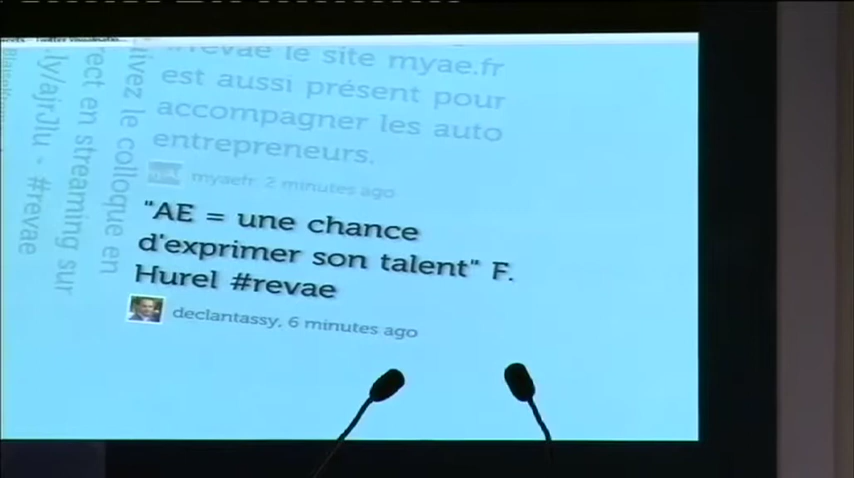 #revae le site myae.fr
est aussi présent pour
accompagner les auto
entrepreneurs.
myaefr, 2 minutes ago
"AE = une chance
d'exprimer son talent" F.
Hurel #revae
declantassy, 6 minutes ago
ivez le colloque en
rect en streaming sur
.ly/ajrJlu - #revae